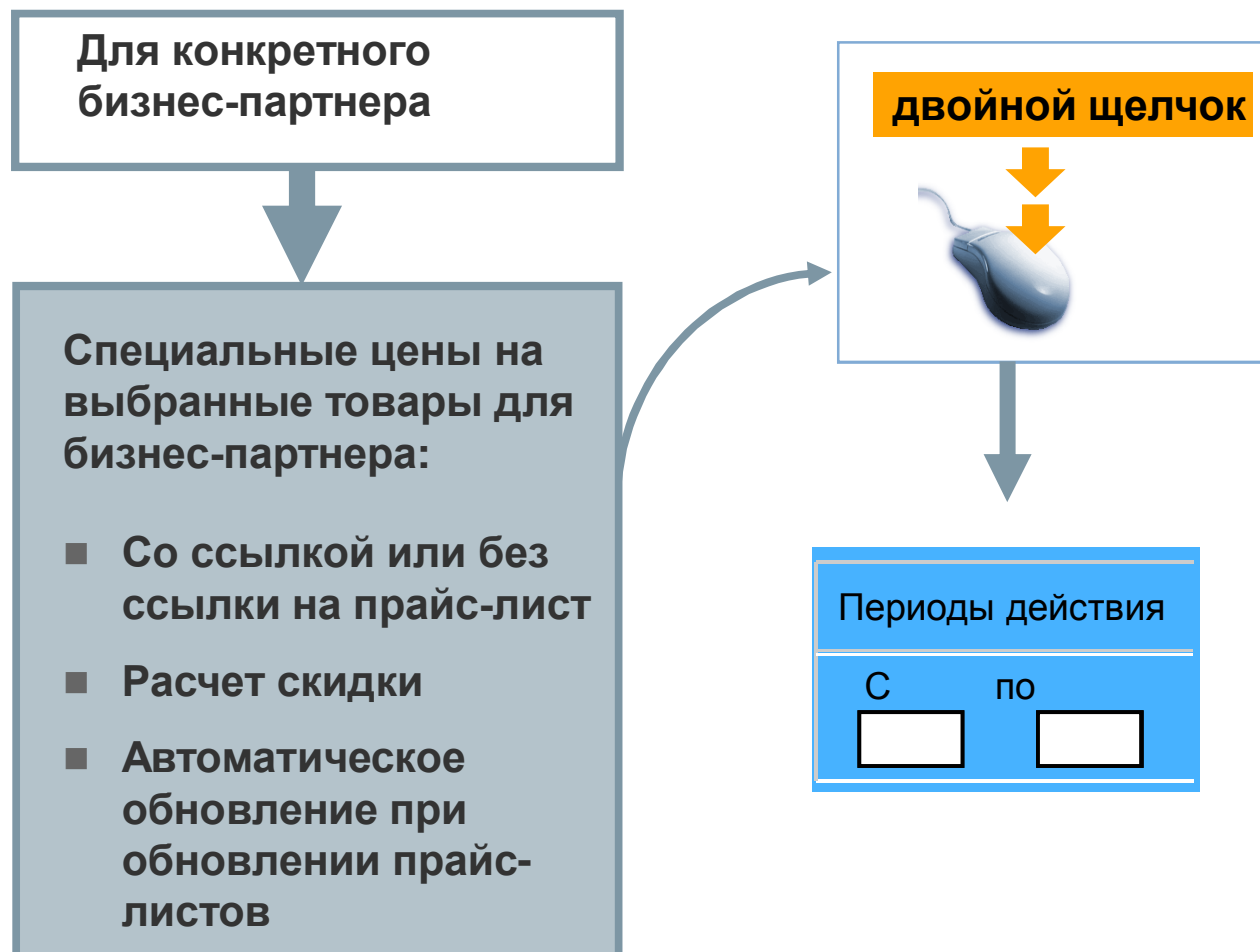 Для конкретного
бизнес-партнера
Специальные цены на
выбранные товары для
бизнес-партнера:
Со ссылкой или без
ссылки на прайс-лист
Расчет скидки
Автоматическое
обновление при
обновлении прайс-
листов
двойной щелчок
Периоды действия
С по